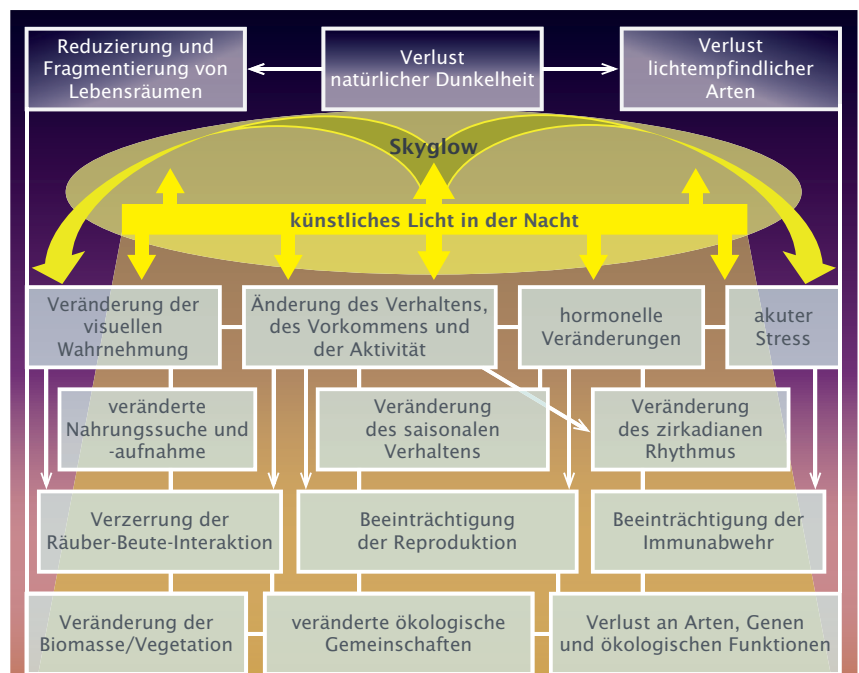 Reduzierung und
Fragmentierung von
Lebensräumen
Verlust
natürlicher Dunkelheit
Verlust
lichtempfindlicher
Arten
Skyglow
künstliches Licht in der Nacht
Veränderung der
visuellen
Wahrnehmung
Änderung des Verhaltens,
des Vorkommens und
der Aktivität
hormonelle
Veränderungen
akuter
Stress
veränderte
Nahrungssuche und
-aufnahme
Veränderung
des saisonalen
Verhaltens
Veränderung
des zirkadianen
Rhythmus
Verzerrung der
Räuber-Beute-Interaktion
Beeinträchtigung
der Reproduktion
Beeinträchtigung der
Immunabwehr
Veränderung der
Biomasse/Vegetation
veränderte ökologische
Gemeinschaften
Verlust an Arten, Genen
und ökologischen Funktionen